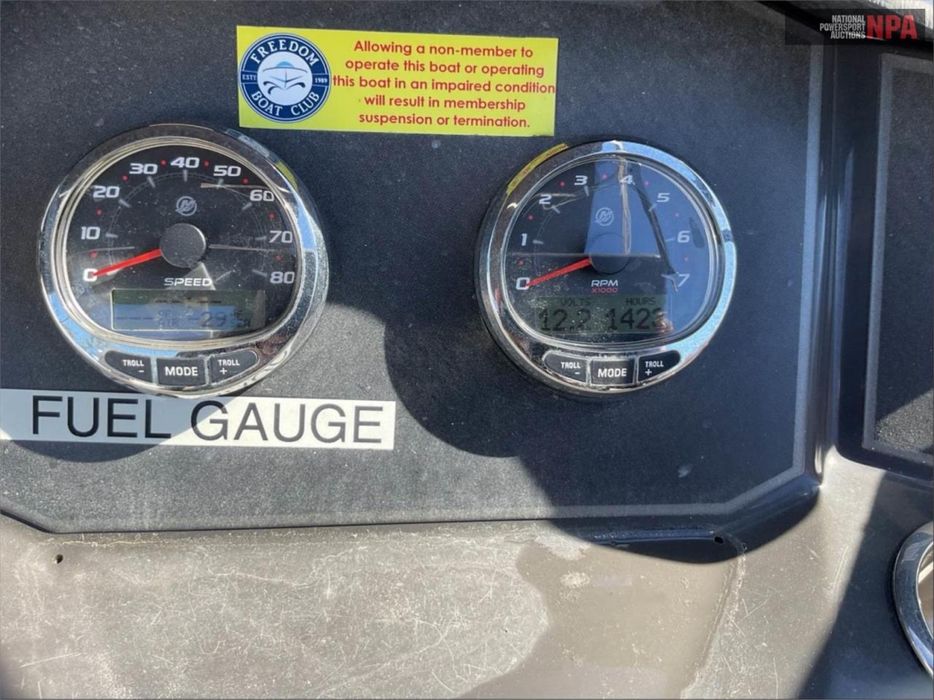 NATIONAL
POWERSPORT
AUCTIONS
NPA
FREEDOM
ESTD 1989
BOAT CLUB
Allowing a non-member to
operate this boat or operating
this boat in an impaired condition
will result in membership
suspension or termination.
0 10 20 30 40 50 60 70 80
SPEED
TROLL - MODE TROLL +
0 1 2 3 4 5 6 7
RPM
X1000
VOLTS HOURS
12.2 1423
TROLL - MODE TROLL +
FUEL GAUGE